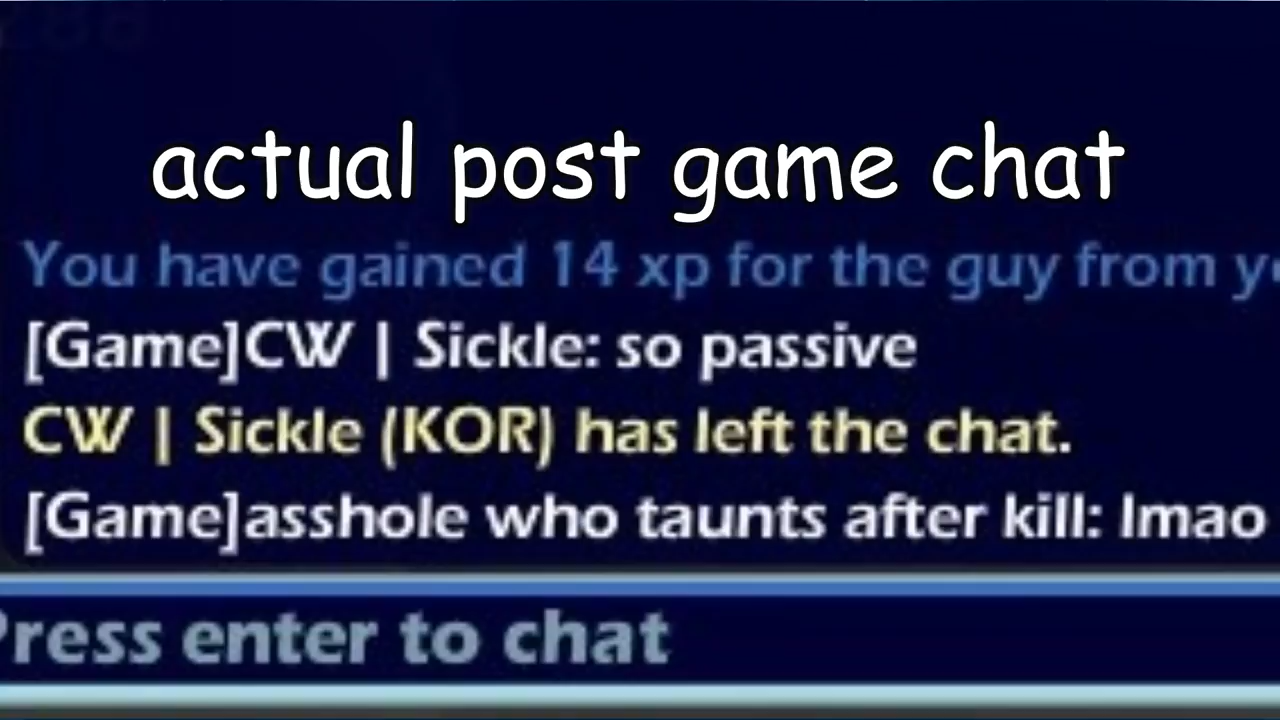 actual post game chat
You have gained 14 xp for the guy from
[Game]CW | Sickle: so passive
CW | Sickle (KOR) has left the chat.
[Game]asshole who taunts after kill: lmao
Press enter to chat